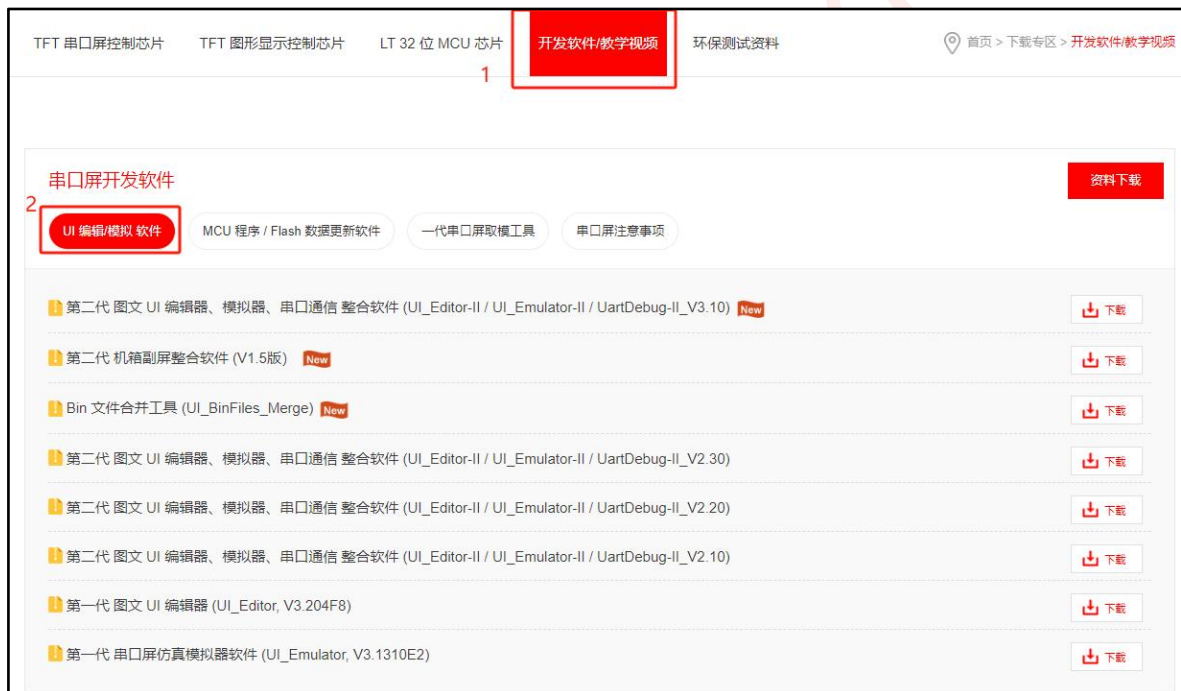 TFT 串口屏控制芯片 TFT 图形显示控制芯片 LT 32 位 MCU 芯片 开发软件/教学视频 环保测试资料 首页 > 下载专区 > 开发软件/教学视频
1
串口屏开发软件 资料下载
2
UI 编辑/模拟 软件 MCU 程序 / Flash 数据更新软件 一代串口屏取模工具 串口屏注意事项
第二代 图文 UI 编辑器、模拟器、串口通信 整合软件 (UI_Editor-II / UI_Emulator-II / UartDebug-II_V3.10) New 下载
第二代 机箱副屏整合软件 (V1.5版) New 下载
Bin 文件合并工具 (UI_BinFiles_Merge) New 下载
第二代 图文 UI 编辑器、模拟器、串口通信 整合软件 (UI_Editor-II / UI_Emulator-II / UartDebug-II_V2.30) 下载
第二代 图文 UI 编辑器、模拟器、串口通信 整合软件 (UI_Editor-II / UI_Emulator-II / UartDebug-II_V2.20) 下载
第二代 图文 UI 编辑器、模拟器、串口通信 整合软件 (UI_Editor-II / UI_Emulator-II / UartDebug-II_V2.10) 下载
第一代 图文 UI 编辑器 (UI_Editor, V3.204F8) 下载
第一代 串口屏仿真模拟器软件 (UI_Emulator, V3.1310E2) 下载